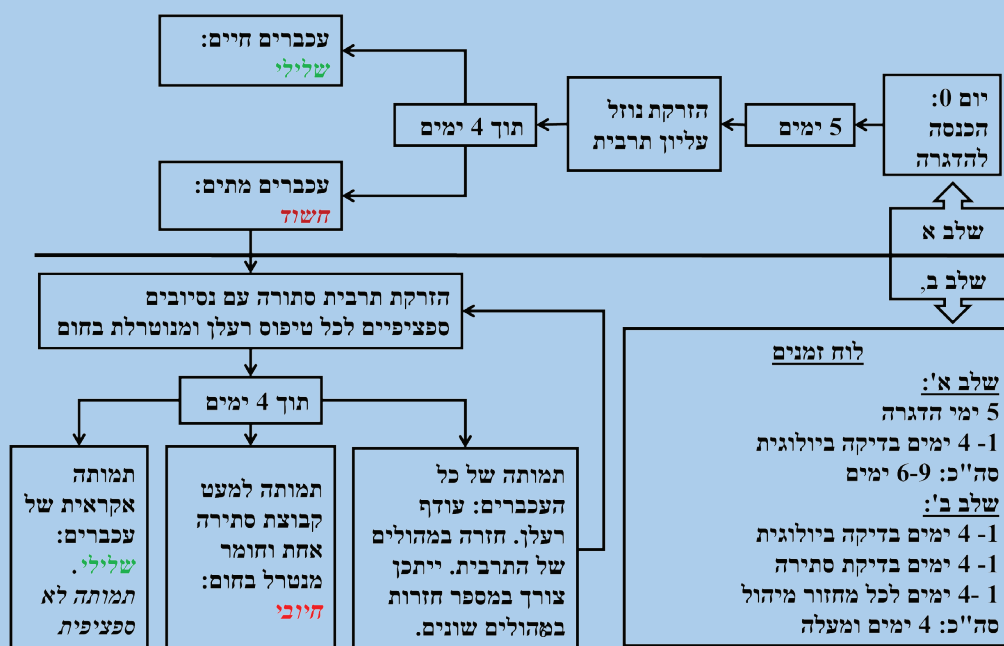 יום 0:
הכנסה
להדגרה
5 ימים
הזרקת נוזל
עליון תרבית
תוך 4 ימים
עכברים חיים:
שלילי
עכברים מתים:
חשוד
שלב א
שלב ב,
הזרקת תרבית סתורה עם נסיובים
ספציפיים לכל טיפוס רעלן ומנוטרלת בחום
תוך 4 ימים
תמותה של כל
העכברים: עודף
רעלן. חזרה במהולים
של התרבית. ייתכן
צורך במספר חזרות
במהולים שונים.
6
תמותה למעט
קבוצת סתירה
אחת וחומר
מנטרל בחום:
חיובי
תמותה
אקראית של
עכברים:
שלילי.
תמותה לא
ספציפית
לוח זמנים
שלב א':
5 ימי הדגרה
1- 4 ימים בדיקה ביולוגית
סה"כ: 6-9 ימים
שלב ב':
1- 4 ימים בדיקה ביולוגית
1- 4 ימים בדיקת סתירה
1 -4 ימים לכל מחזור מיהול
סה"כ: 4 ימים ומעלה